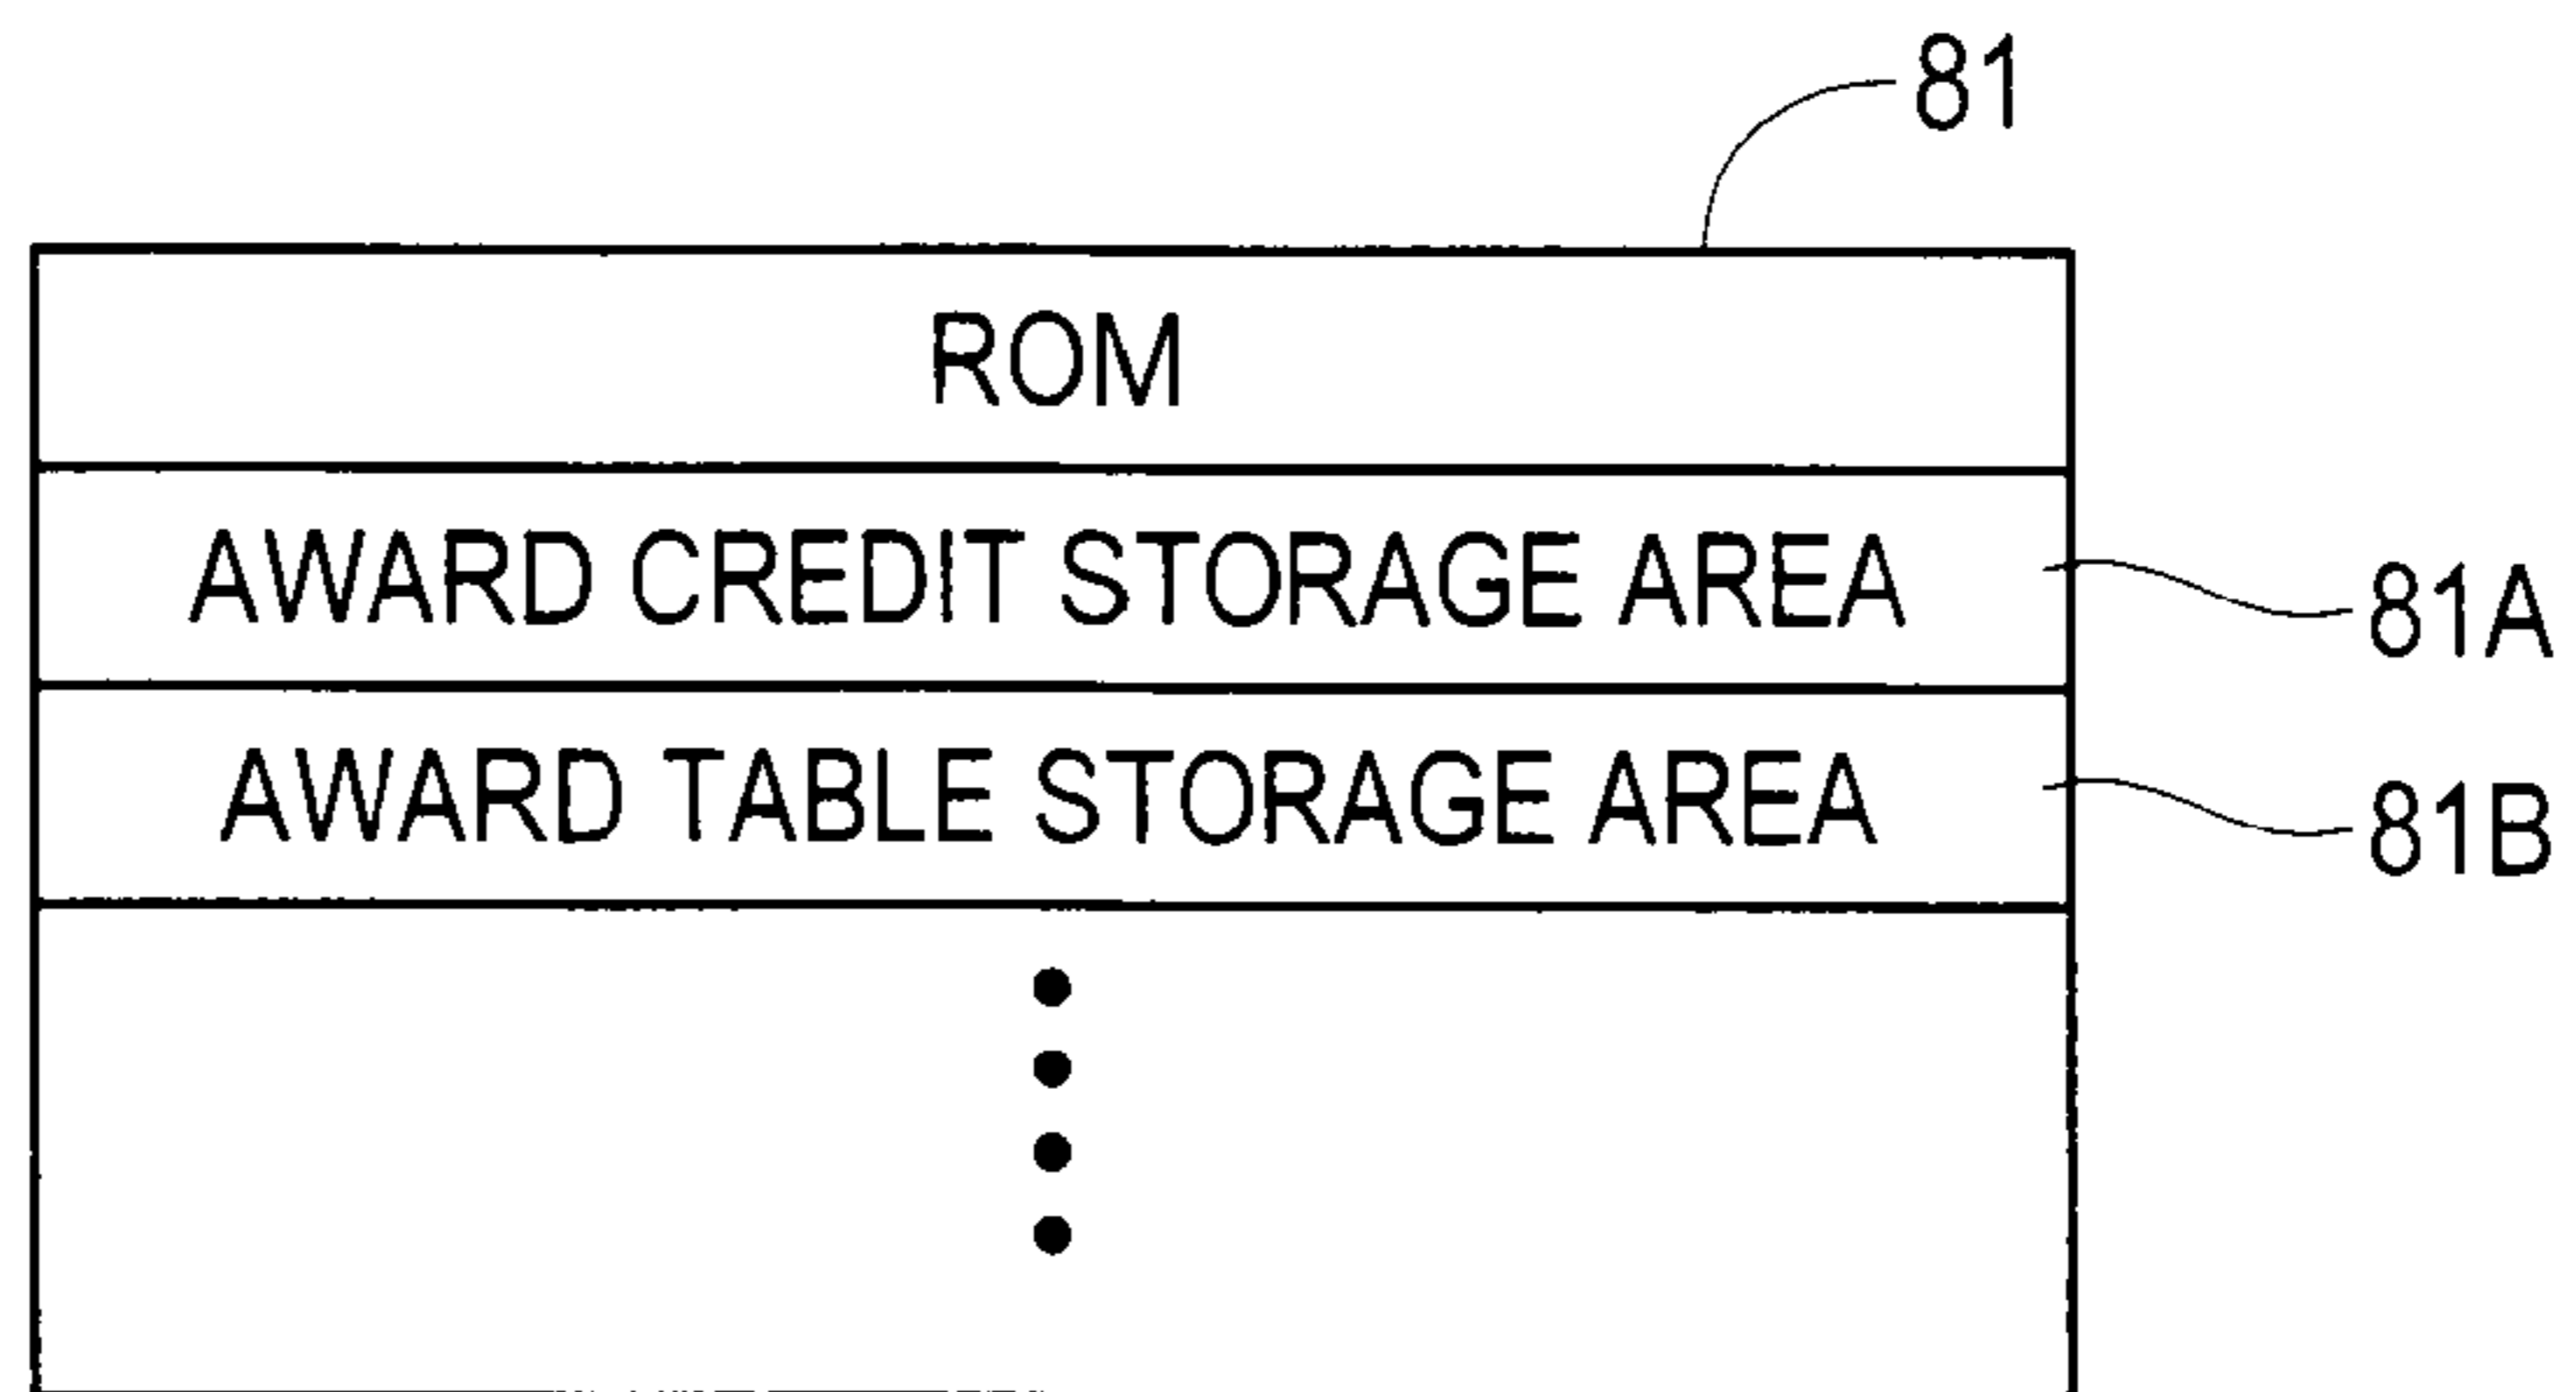 81
ROM
AWARD CREDIT STORAGE AREA
81A
AWARD TABLE STORAGE AREA
81B